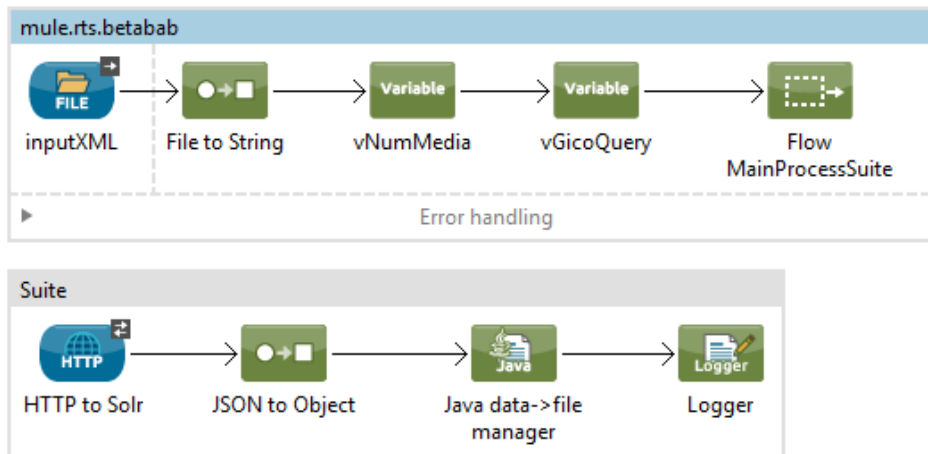 mule.rts.betabab
FILE
Variable
Variable
inputXML
File to String
vNumMedia
vGicoQuery
Flow
MainProcessSuite
Error handling
Suite
HTTP
Java
Logger
HTTP to Solr
JSON to Object
Java data->file
manager
Logger